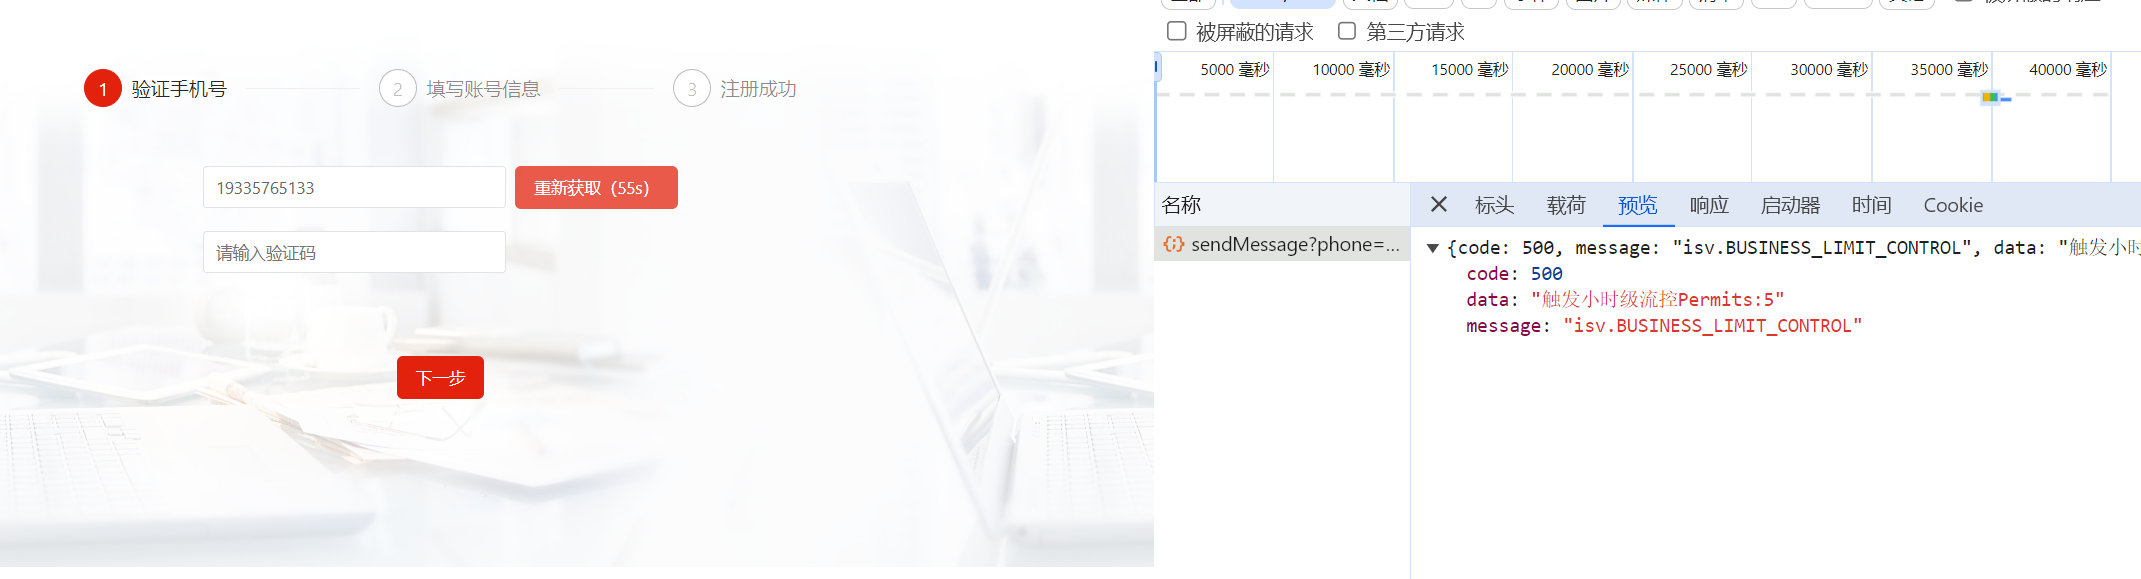 被屏蔽的请求 第三方请求
5000 毫秒 10000 毫秒 15000 毫秒 20000 毫秒 25000 毫秒 30000 毫秒 35000 毫秒 40000 毫秒
1 验证手机号 2 填写账号信息 3 注册成功
19335765133 重新获取（55s）
请输入验证码
下一步
名称 标头 载荷 预览 响应 启动器 时间 Cookie
sendMessage?phone=...
{code: 500, message: "isv.BUSINESS_LIMIT_CONTROL", data: "触发小时
code: 500
data: "触发小时级流控Permits:5"
message: "isv.BUSINESS_LIMIT_CONTROL"